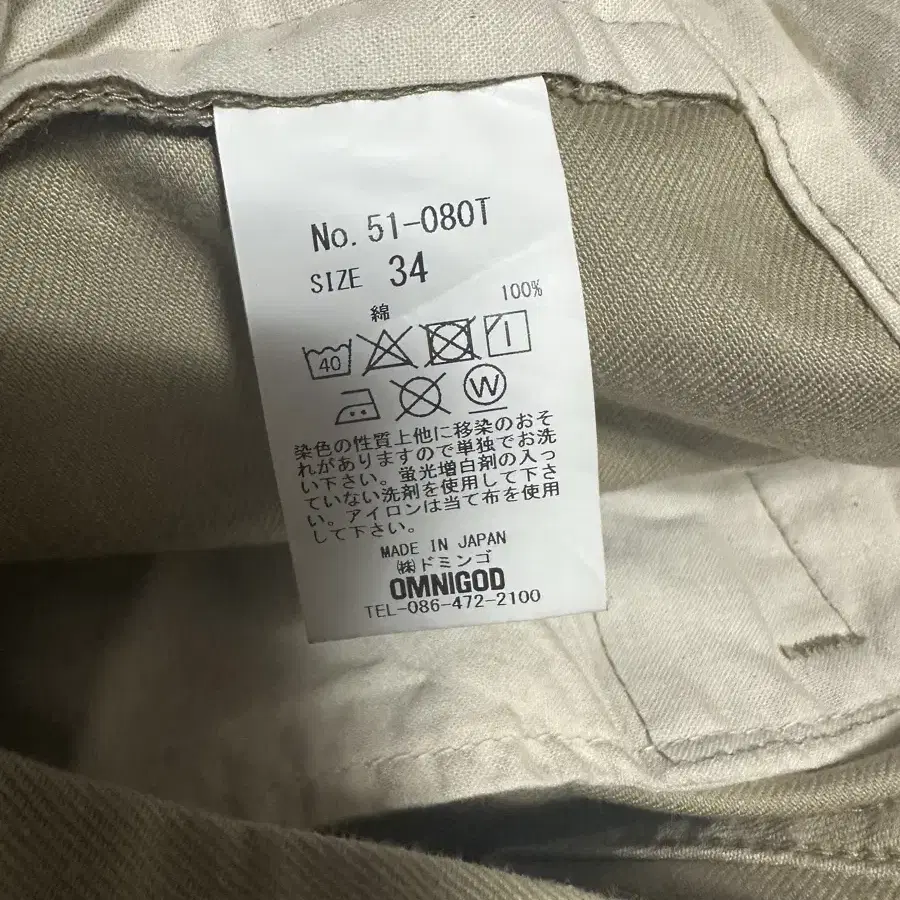 No. 51-080T
SIZE 34
綿 100%
40
W
染色の性質上他に移染のおそ
れがありますので単独でお洗
い下さい。蛍光増白剤の入っ
ていない洗剤を使用して下さ
い。アイロンは当て布を使用
して下さい。
MADE IN JAPAN
㈱ドミンゴ
OMNIGOD
TEL-086-472-2100